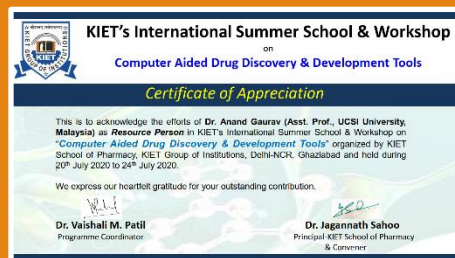 KIET's International Summer School & Workshop
on
Computer Aided Drug Discovery & Development Tools
KIET
Certificate of Appreciation
This is to acknowledge the efforts of Dr. Anand Gaurav (Asst. Prof., UCSI University,
Malaysia) as Resource Person in KIET's International Summer School & Workshop on
"Computer Aided Drug Discovery & Development Tools" organized by KIET
School of Pharmacy, KIET Group of Institutions, Delhi-NCR, Ghaziabad and held during
20th July 2020 to 24th July 2020.
We express our heartfelt gratitude for your outstanding contribution.
Dr. Vaishali M. Patil
Programme Coordinator
Dr. Jagannath Sahoo
Principal-KIET School of Pharmacy
& Convener